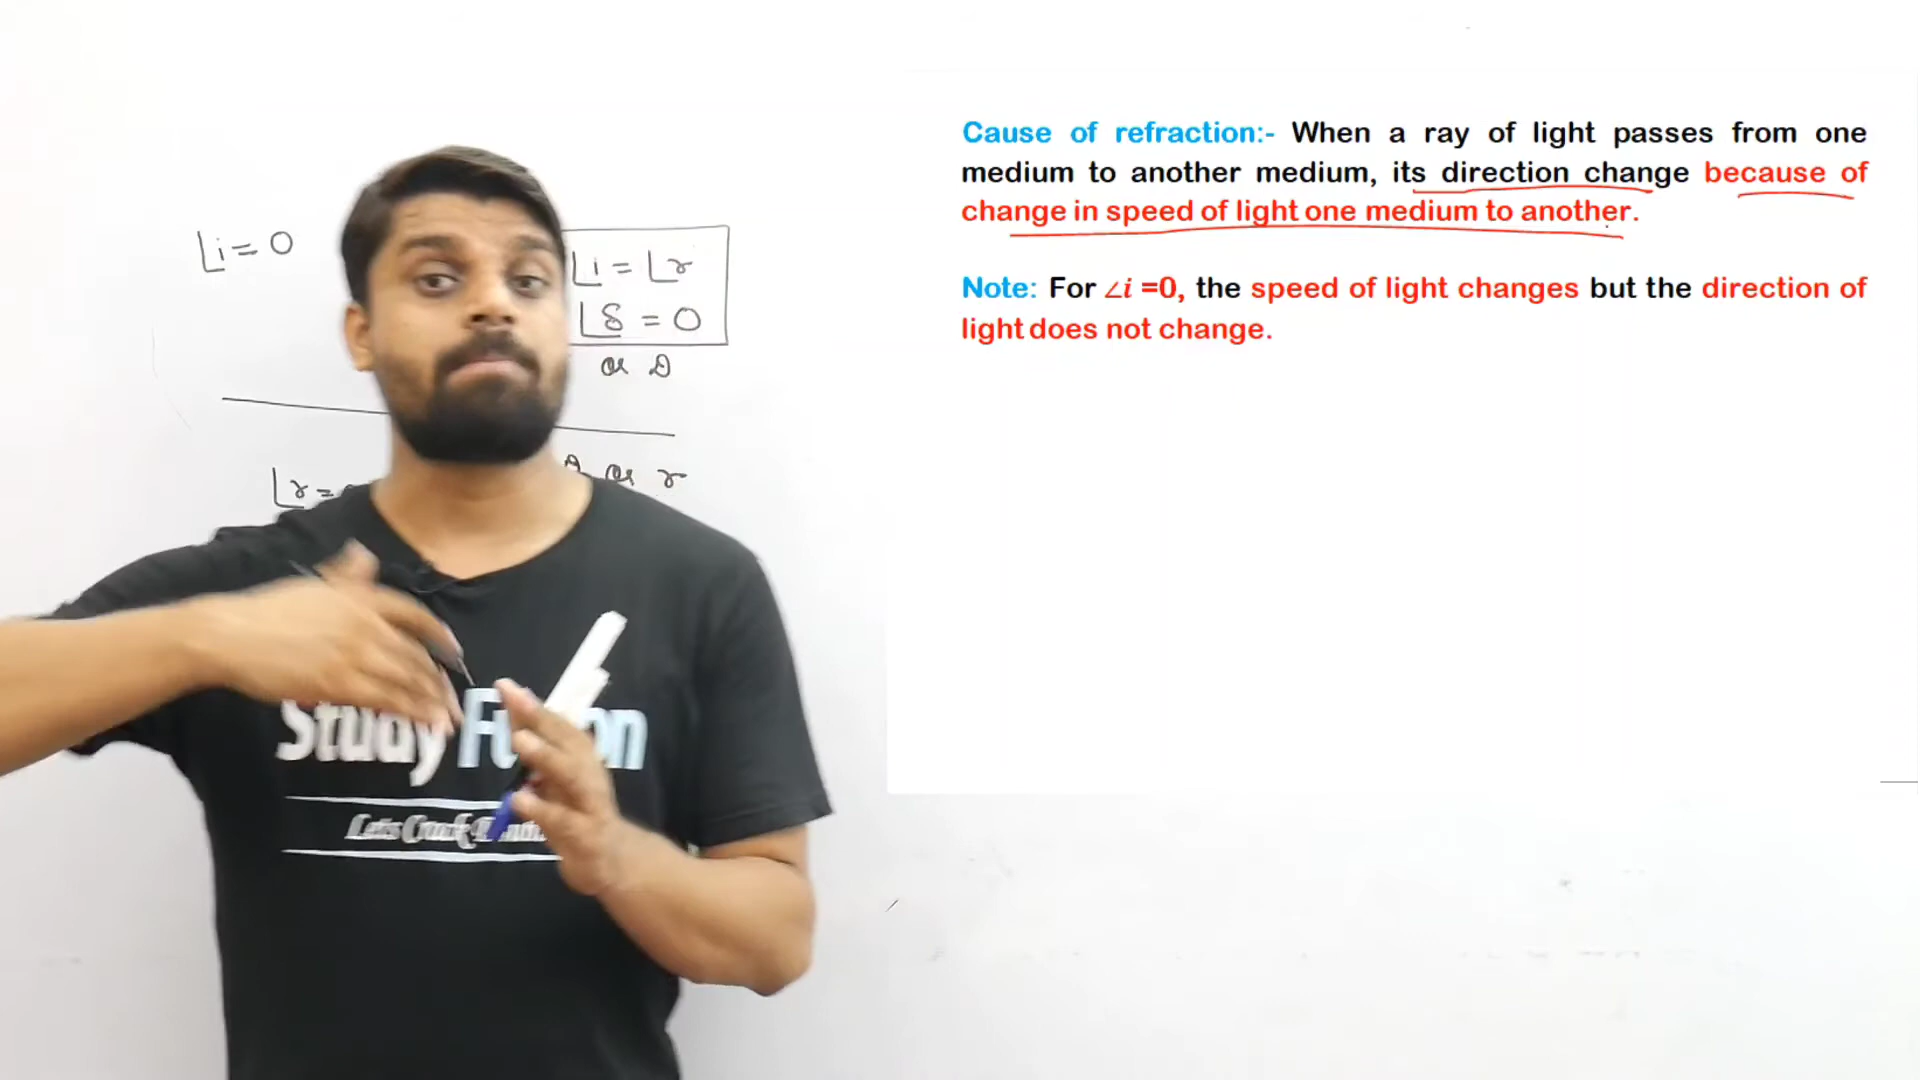 Cause of refraction:- When a ray of light passes from one
medium to another medium, its direction change because of
change in speed of light one medium to another.
Note: For ∠i =0, the speed of light changes but the direction of
light does not change.
∠i = 0
∠i = ∠r
∠δ = 0
or D
∠r =
or r
Study